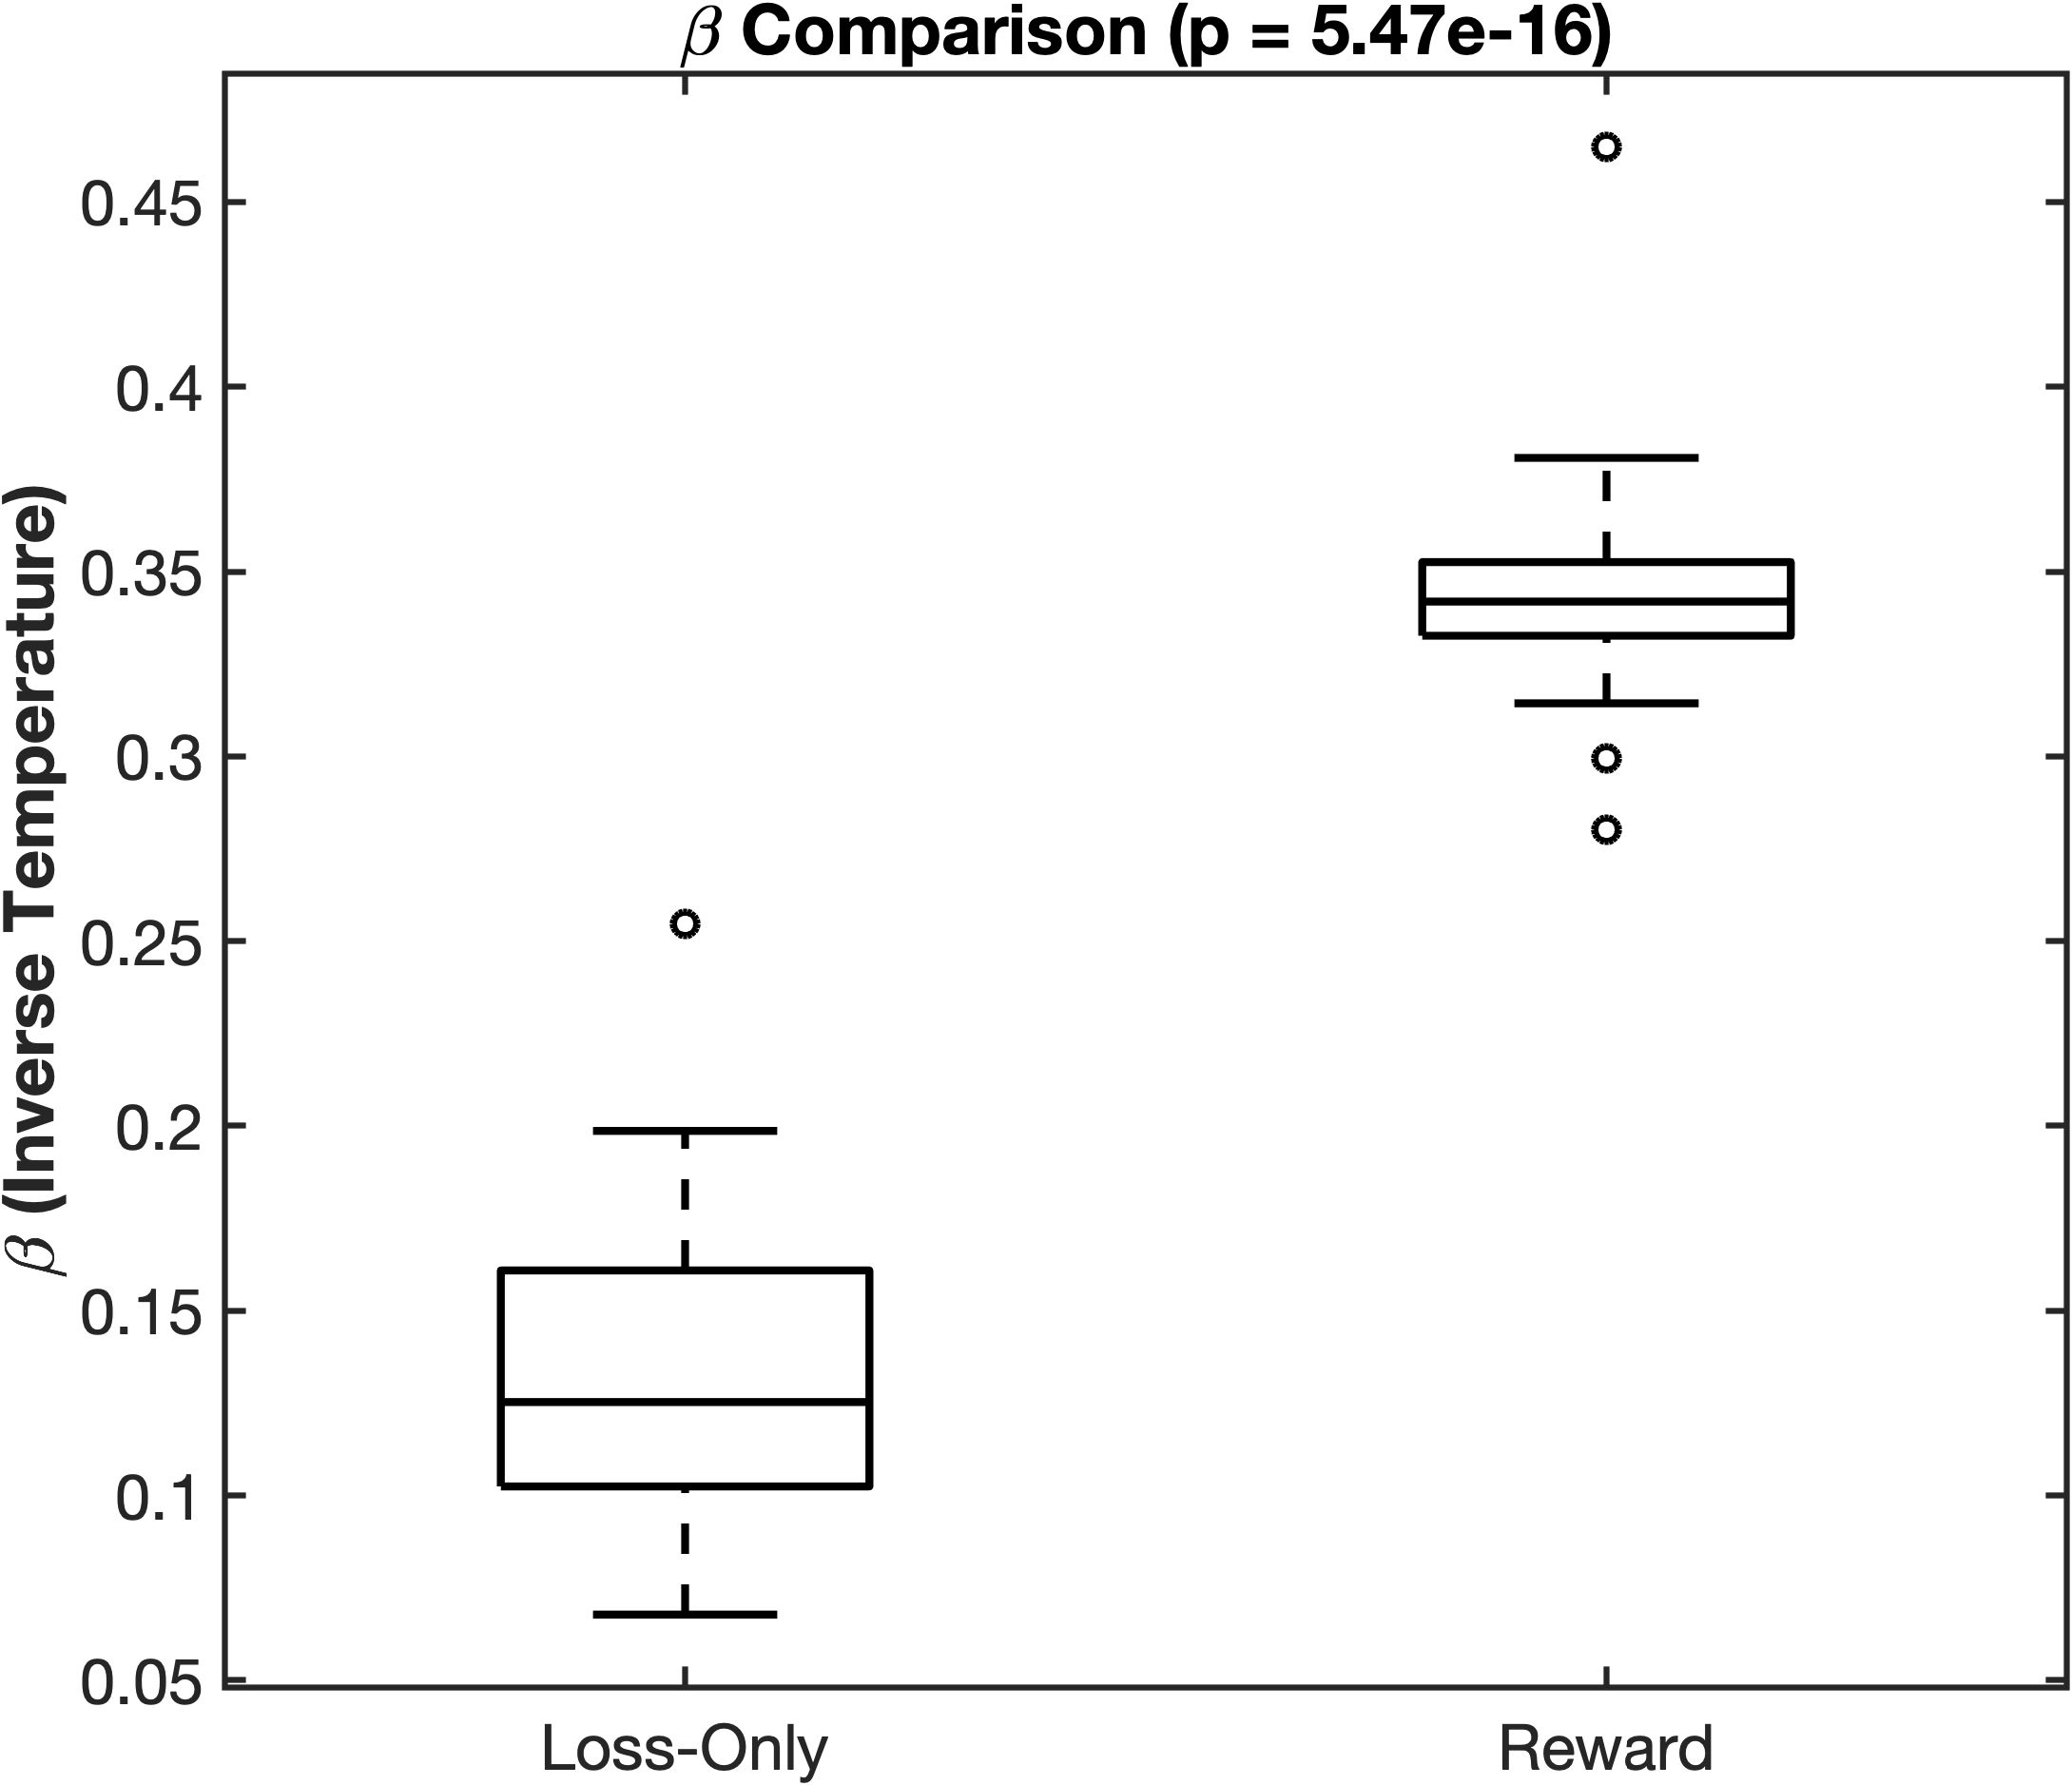 β Comparison (p = 5.47e-16)
β (Inverse Temperature)
0.45
0.4
0.35
0.3
0.25
0.2
0.15
0.1
0.05
Loss-Only
Reward